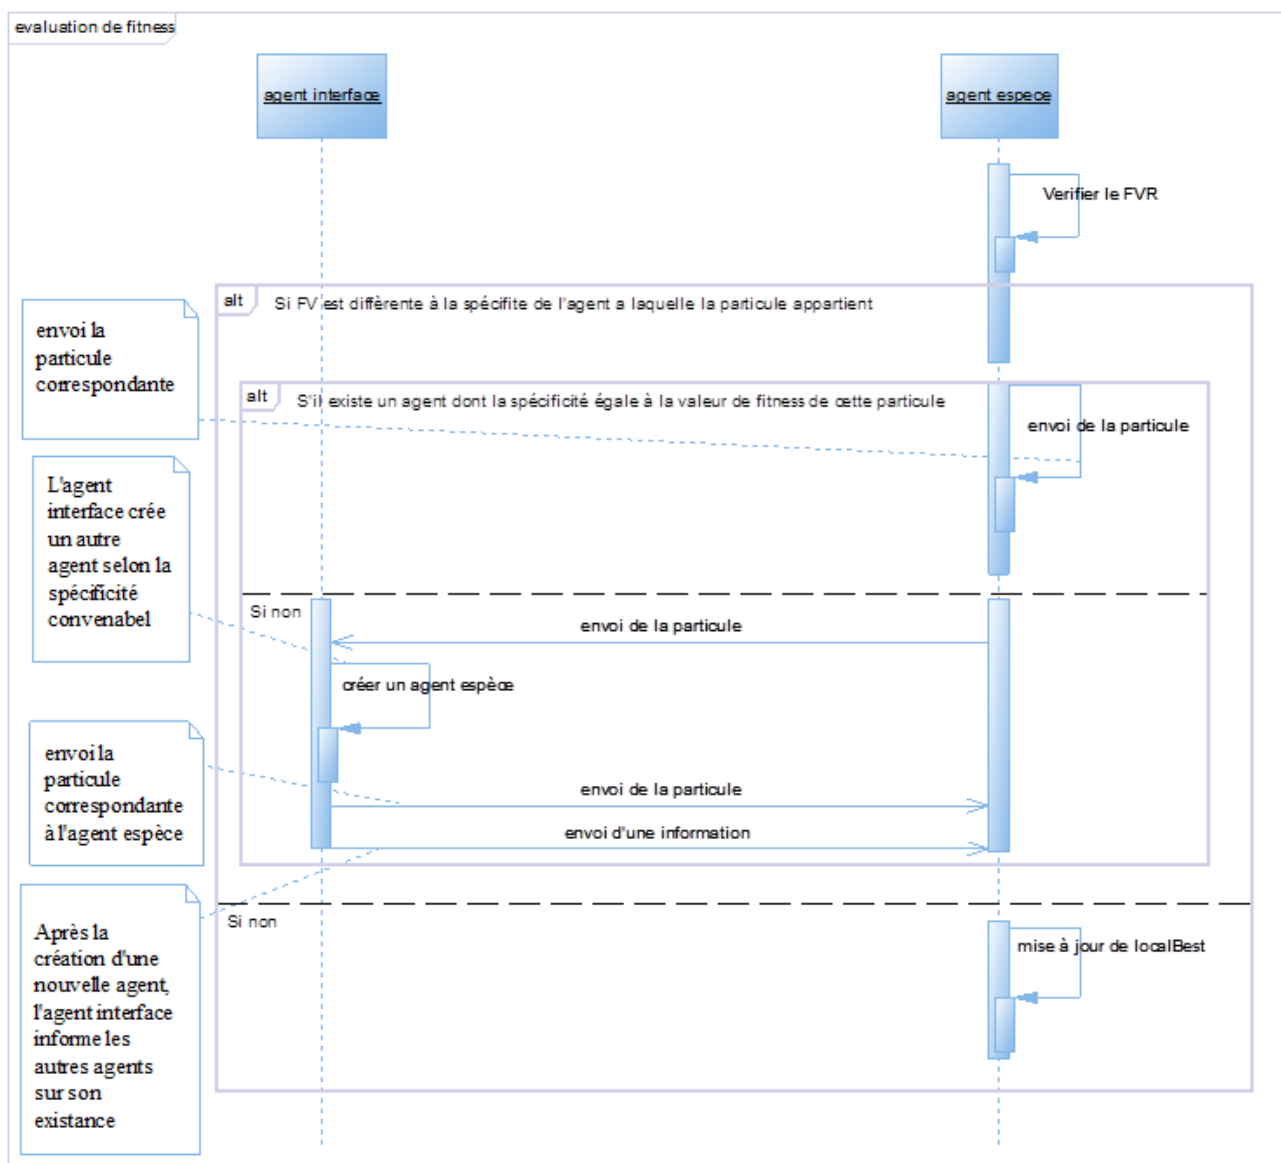 evaluation de fitness
agent interface
agent espece
Verifier le FVR
alt
Si FV est diffèrente à la spécifite de l'agent a laquelle la particule appartient
envoi la
particule
correspondante
alt
S'il existe un agent dont la spécificité égale à la valeur de fitness de cette particule
envoi de la particule
L'agent
interface crée
un autre
agent selon la
spécificité
convenabel
Si non
envoi de la particule
créer un agent espèce
envoi la
particule
correspondante
à l'agent espèce
envoi de la particule
envoi d'une information
Si non
Après la
création d'une
nouvelle agent,
l'agent interface
informe les
autres agents
sur son
existance
mise à jour de localBest